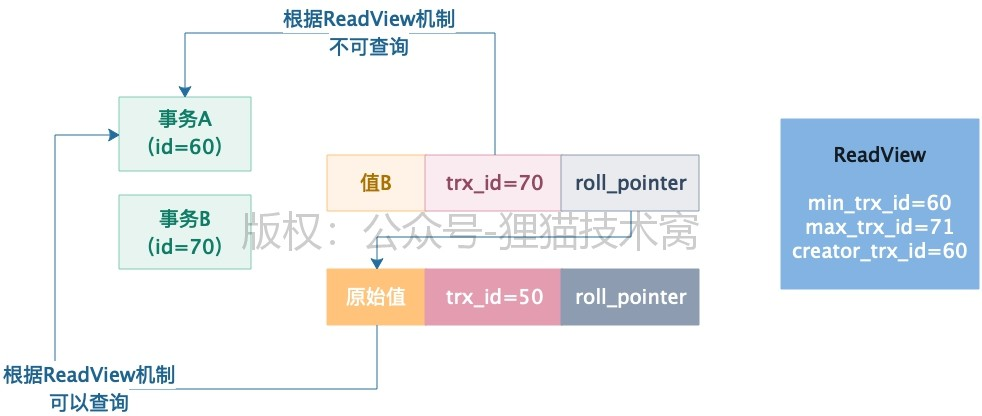 根据ReadView机制
不可查询
事务A
（id=60）
值B
trx_id=70
roll_pointer
事务B
（id=70）
版权：公众号-狸猫技术窝
原始值
trx_id=50
roll_pointer
根据ReadView机制
可以查询
ReadView
min_trx_id=60
max_trx_id=71
creator_trx_id=60